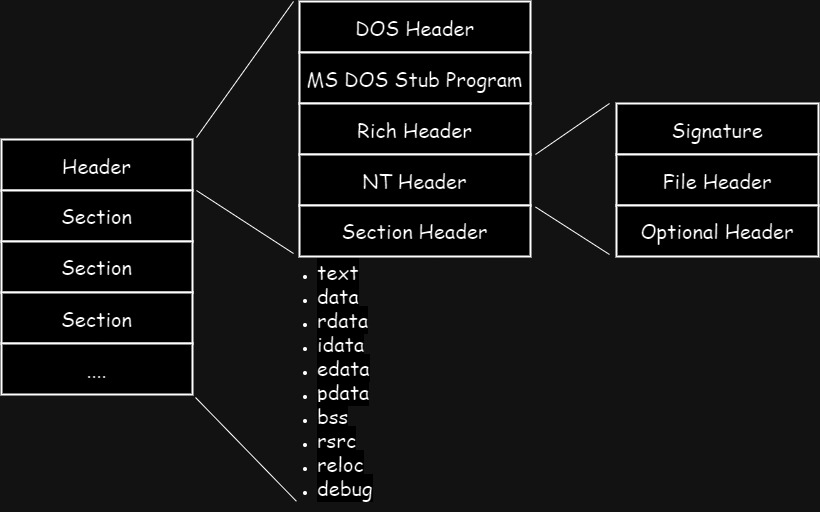 Header
Section
Section
Section
....
DOS Header
MS DOS Stub Program
Rich Header
NT Header
Section Header
text
data
rdata
idata
edata
pdata
bss
rsrc
reloc
debug
Signature
File Header
Optional Header